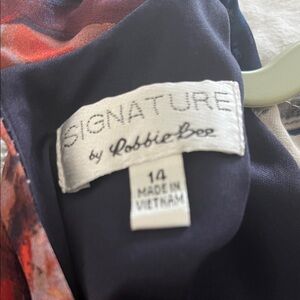 SIGNATURE
by Robbie Bee
14
MADE IN
VIETNAM